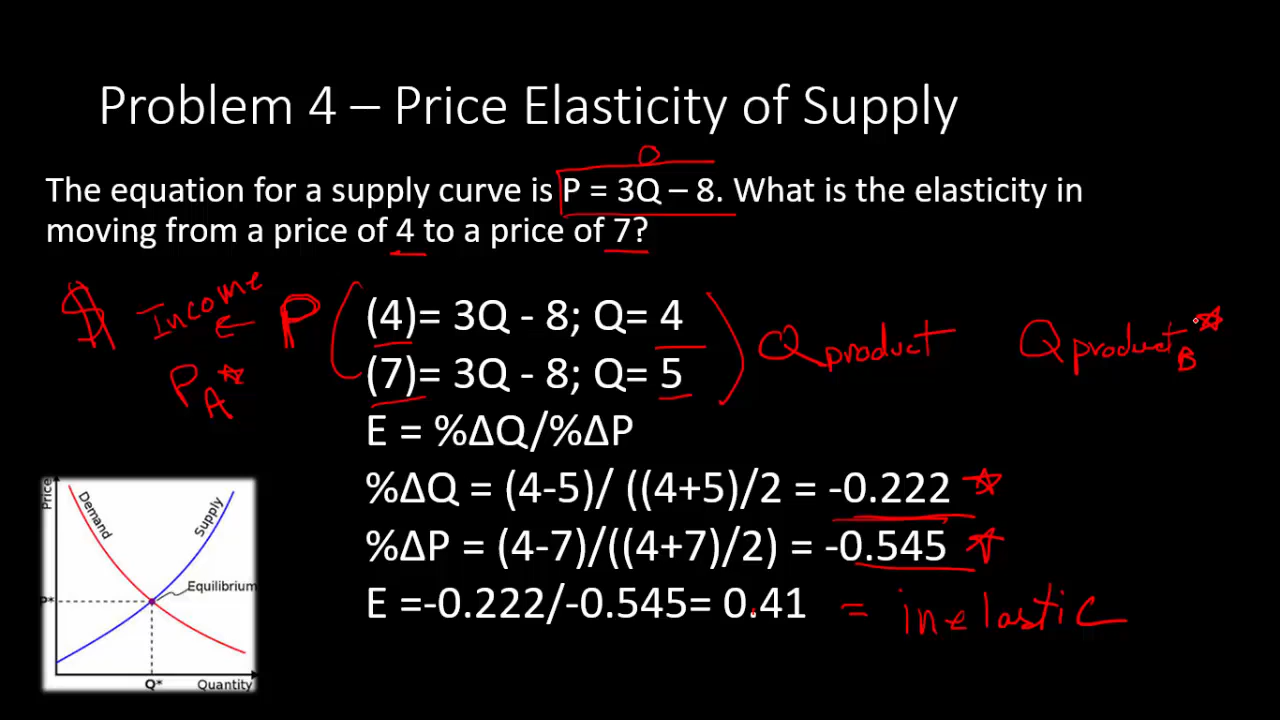 Problem 4 – Price Elasticity of Supply
D
The equation for a supply curve is P = 3Q – 8. What is the elasticity in
moving from a price of 4 to a price of 7?
$ Income ← P
(4)= 3Q - 8; Q= 4
Q product
Q product B
P A
(7)= 3Q - 8; Q= 5
E = %ΔQ/%ΔP
%ΔQ = (4-5)/ ((4+5)/2 = -0.222
%ΔP = (4-7)/((4+7)/2) = -0.545
E =-0.222/-0.545= 0.41 = inelastic
Price
Demand
Supply
Equilibrium
P*
Q*
Quantity